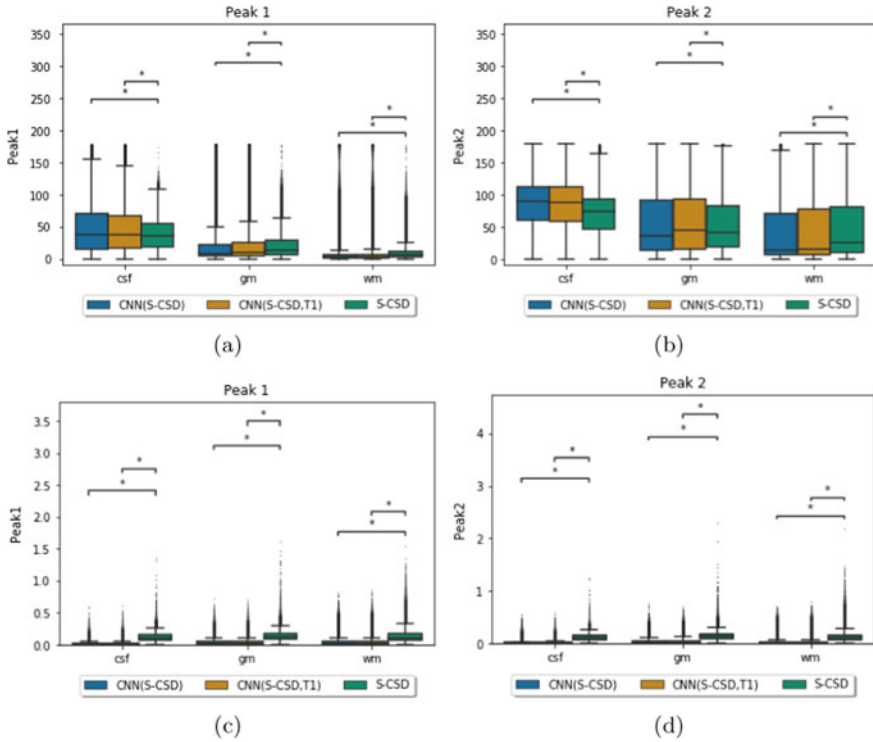 Peak 1
350
300
250
200
150
100
50
0
Peak1
* * * * * *
csf gm wm
CNN(S-CSD) CNN(S-CSD,T1) S-CSD
(a)
Peak 2
350
300
250
200
150
100
50
0
Peak2
* * * * * *
csf gm wm
CNN(S-CSD) CNN(S-CSD,T1) S-CSD
(b)
Peak 1
3.5
3.0
2.5
2.0
1.5
1.0
0.5
0.0
Peak1
* * * * * *
csf gm wm
CNN(S-CSD) CNN(S-CSD,T1) S-CSD
(c)
Peak 2
4
3
2
1
0
Peak2
* * * * * *
csf gm wm
CNN(S-CSD) CNN(S-CSD,T1) S-CSD
(d)